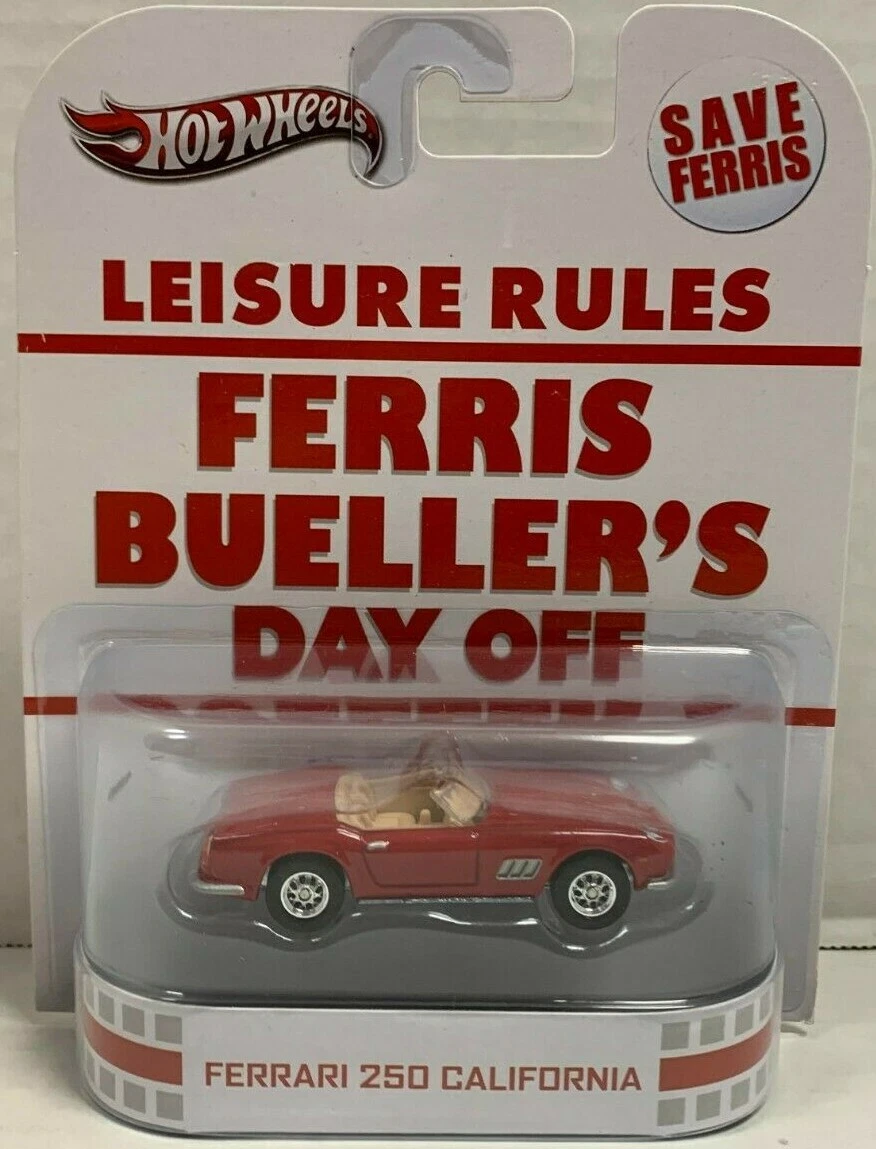 HOT WHEELS
SAVE
FERRIS
LEISURE RULES
FERRIS
BUELLER'S
DAY OFF
FERRARI 250 CALIFORNIA